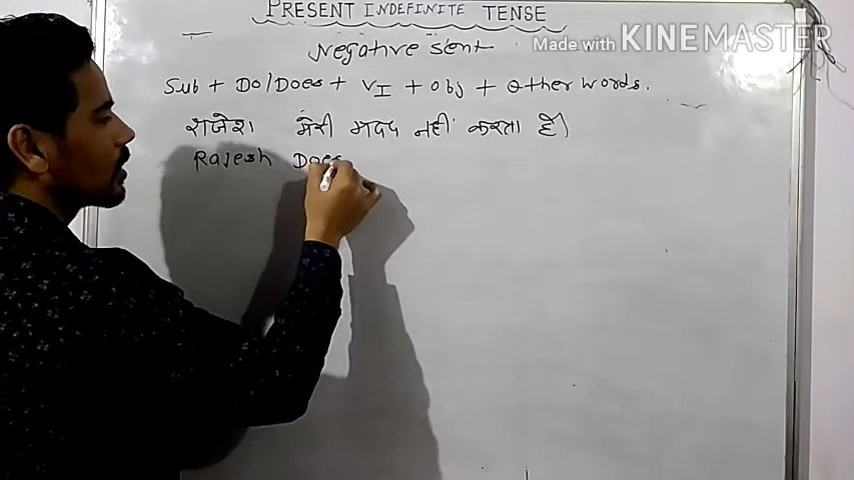 PRESENT INDEFINITE TENSE
Made with KINEMASTER
Negative sent
Sub + Do/Does + V1 + obj + other words.
राजेश मेरी मदद नहीं करता है।
Rajesh Does